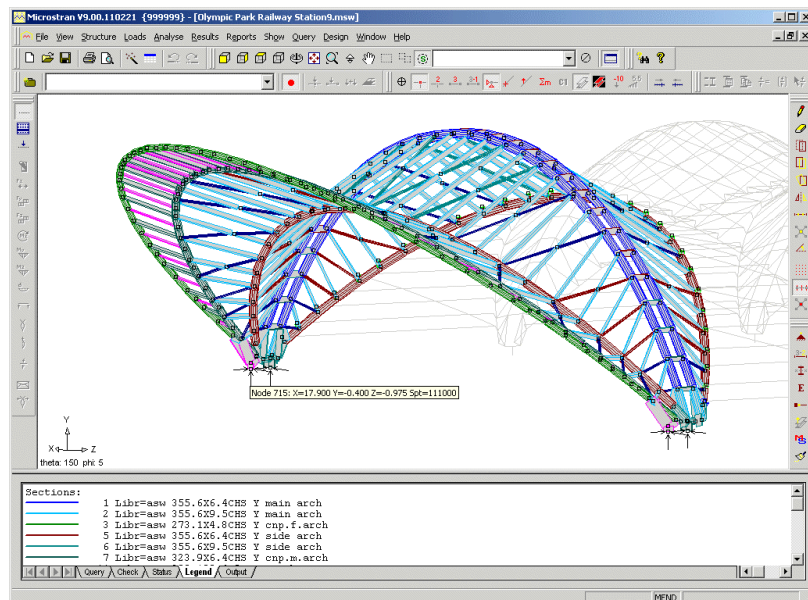 Microstran V9.00.110221 {999999} - [Olympic Park Railway Station9.msw]
File View Structure Loads Analyse Results Reports Show Query Design Window Help
Node 715: X=17.900 Y=-0.400 Z=-0.975 Spt=111000
Y
X Z
theta: 150 phi: 5
Sections:
1 Libr=asw 355.6X6.4CHS Y main arch
2 Libr=asw 355.6X9.5CHS Y main arch
3 Libr=asw 273.1X4.8CHS Y cnp.f.arch
5 Libr=asw 355.6X6.4CHS Y side arch
6 Libr=asw 355.6X9.5CHS Y side arch
7 Libr=asw 323.9X6.4CHS Y cnp.m.arch
Query Check Status Legend Output
MEND